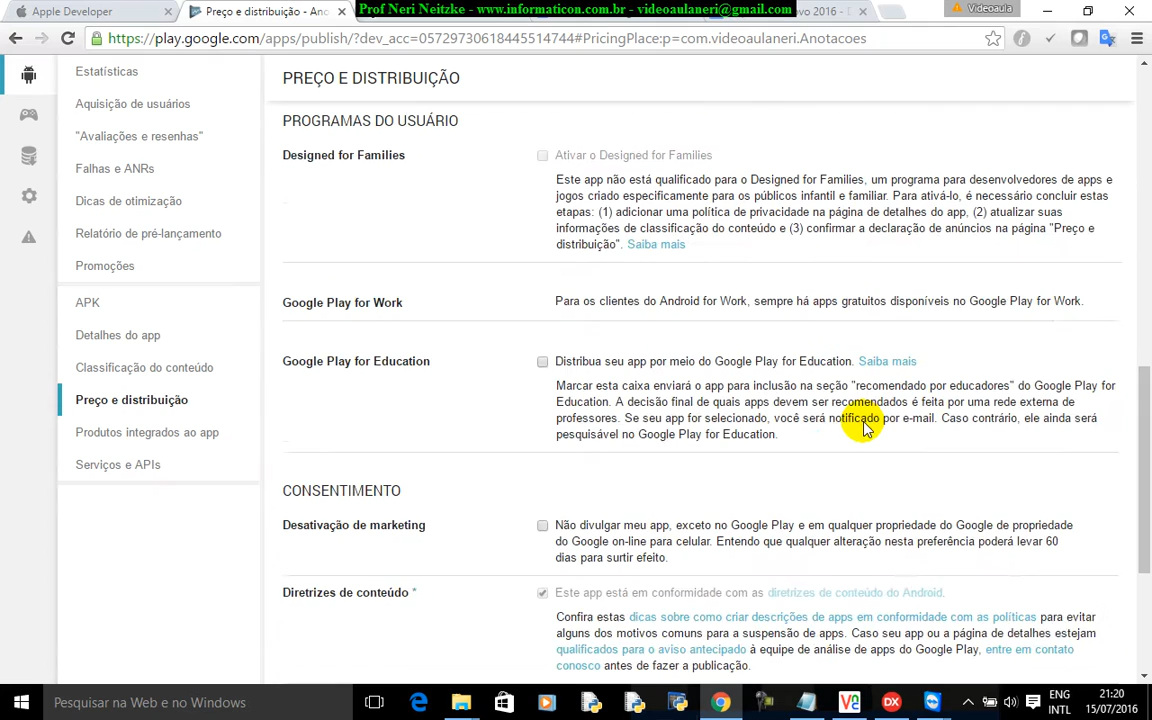 Apple Developer
Preço e distribuição - Ano
Prof Neri Neitzke - www.informaticon.com.br - videoaulaneri@gmail.com
ovo 2016 -
Videoaula
https://play.google.com/apps/publish/?dev_acc=05729730618445514744#PricingPlace:p=com.videoaulaneri.Anotacoes
Estatísticas
Aquisição de usuários
"Avaliações e resenhas"
Falhas e ANRs
Dicas de otimização
Relatório de pré-lançamento
Promoções
APK
Detalhes do app
Classificação do conteúdo
Preço e distribuição
Produtos integrados ao app
Serviços e APIs
PREÇO E DISTRIBUIÇÃO
PROGRAMAS DO USUÁRIO
Designed for Families
Ativar o Designed for Families
Este app não está qualificado para o Designed for Families, um programa para desenvolvedores de apps e
jogos criado especificamente para os públicos infantil e familiar. Para ativá-lo, é necessário concluir estas
etapas: (1) adicionar uma política de privacidade na página de detalhes do app, (2) atualizar suas
informações de classificação do conteúdo e (3) confirmar a declaração de anúncios na página "Preço e
distribuição". Saiba mais
Google Play for Work
Para os clientes do Android for Work, sempre há apps gratuitos disponíveis no Google Play for Work.
Google Play for Education
Distribua seu app por meio do Google Play for Education. Saiba mais
Marcar esta caixa enviará o app para inclusão na seção "recomendado por educadores" do Google Play for
Education. A decisão final de quais apps devem ser recomendados é feita por uma rede externa de
professores. Se seu app for selecionado, você será notificado por e-mail. Caso contrário, ele ainda será
pesquisável no Google Play for Education.
CONSENTIMENTO
Desativação de marketing
Não divulgar meu app, exceto no Google Play e em qualquer propriedade do Google de propriedade
do Google on-line para celular. Entendo que qualquer alteração nesta preferência poderá levar 60
dias para surtir efeito.
Diretrizes de conteúdo *
Este app está em conformidade com as diretrizes de conteúdo do Android.
Confira estas dicas sobre como criar descrições de apps em conformidade com as políticas para evitar
alguns dos motivos comuns para a suspensão de apps. Caso seu app ou a página de detalhes estejam
qualificados para o aviso antecipado à equipe de análise de apps do Google Play, entre em contato
conosco antes de fazer a publicação.
Pesquisar na Web e no Windows
ENG
INTL
21:20
15/07/2016